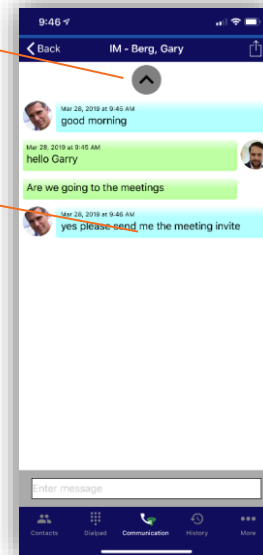 9:46
Back
IM - Berg, Gary
Mar 28, 2019 at 9:45 AM
good morning
Mar 28, 2019 at 9:45 AM
hello Garry
Are we going to the meetings
Mar 28, 2019 at 9:46 AM
yes please send me the meeting invite
Enter message
Contacts
Dialpad
Communication
History
More